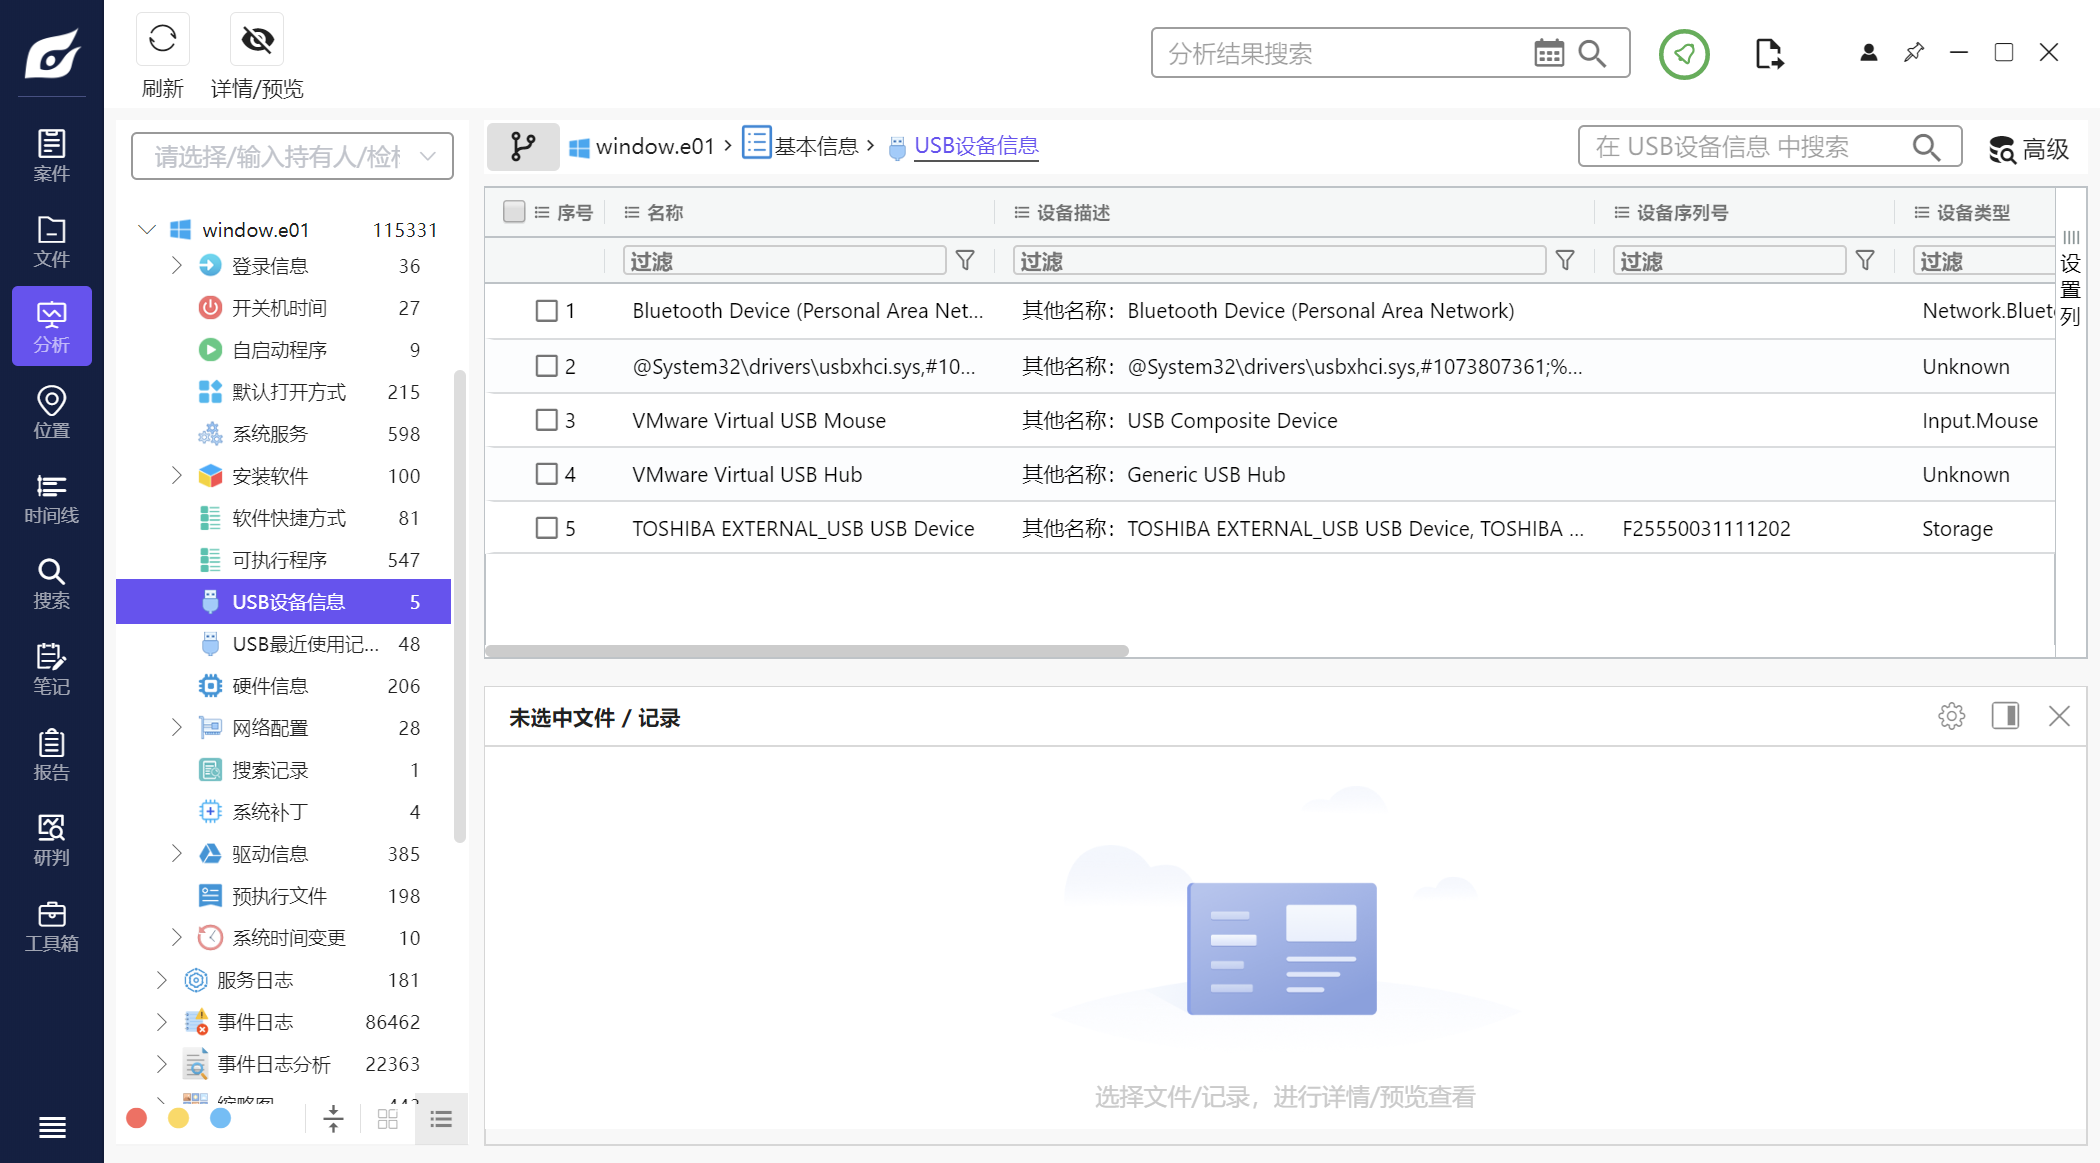 刷新
详情/预览
分析结果搜索
案件
文件
分析
位置
时间线
搜索
笔记
报告
研判
工具箱
请选择/输入持有人/检
window.e01 115331
登录信息 36
开关机时间 27
自启动程序 9
默认打开方式 215
系统服务 598
安装软件 100
软件快捷方式 81
可执行程序 547
USB设备信息 5
USB最近使用记... 48
硬件信息 206
网络配置 28
搜索记录 1
系统补丁 4
驱动信息 385
预执行文件 198
系统时间变更 10
服务日志 181
事件日志 86462
事件日志分析 22363
window.e01 › 基本信息 › USB设备信息
在 USB设备信息 中搜索
高级
序号 名称 设备描述 设备序列号 设备类型
过滤 过滤 过滤 过滤
1 Bluetooth Device (Personal Area Net... 其他名称: Bluetooth Device (Personal Area Network) Network.Bluet
2 @System32\drivers\usbxhci.sys,#10... 其他名称: @System32\drivers\usbxhci.sys,#1073807361;%... Unknown
3 VMware Virtual USB Mouse 其他名称: USB Composite Device Input.Mouse
4 VMware Virtual USB Hub 其他名称: Generic USB Hub Unknown
5 TOSHIBA EXTERNAL_USB USB Device 其他名称: TOSHIBA EXTERNAL_USB USB Device, TOSHIBA ... F25550031111202 Storage
设置列
未选中文件 / 记录
选择文件/记录，进行详情/预览查看